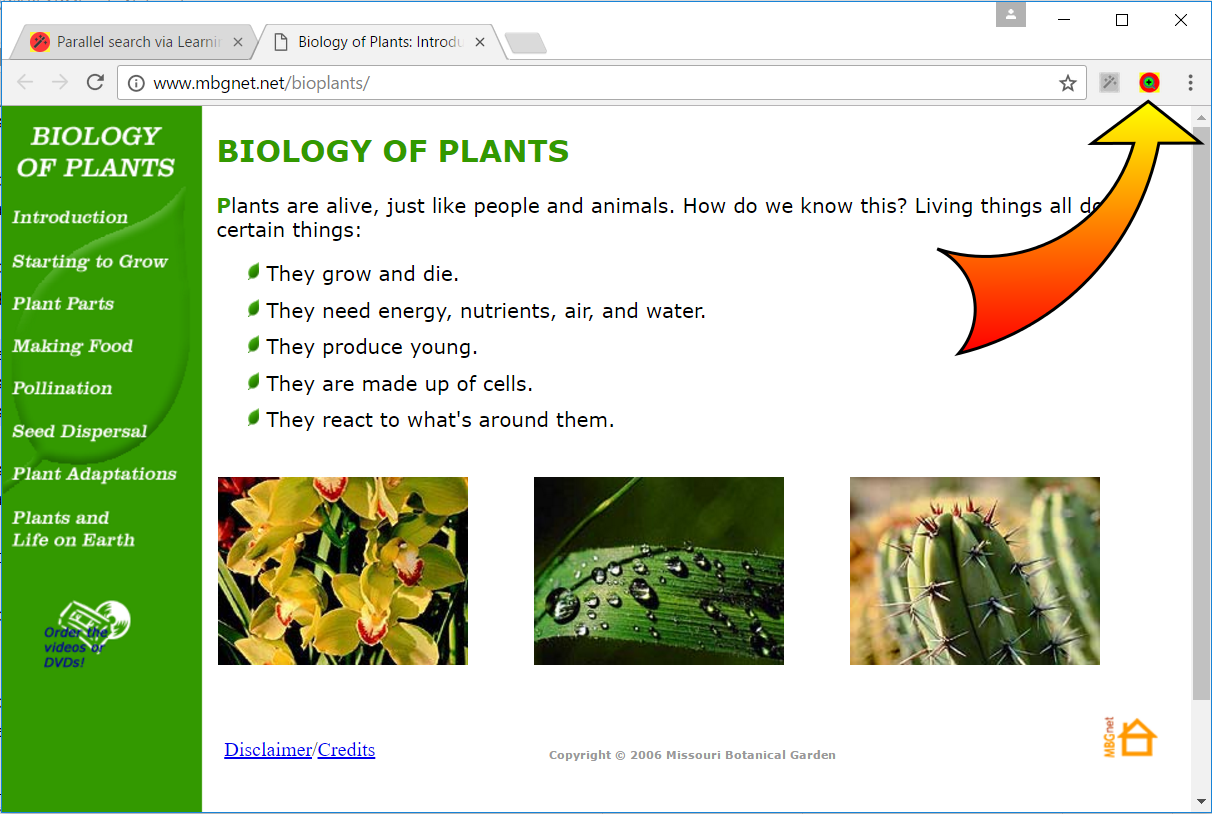 Parallel search via Learnin
Biology of Plants: Introdu
www.mbgnet.net/bioplants/
BIOLOGY
OF PLANTS
Introduction
Starting to Grow
Plant Parts
Making Food
Pollination
Seed Dispersal
Plant Adaptations
Plants and
Life on Earth
Order the
videos or
DVDs!
BIOLOGY OF PLANTS
Plants are alive, just like people and animals. How do we know this? Living things all do
certain things:
They grow and die.
They need energy, nutrients, air, and water.
They produce young.
They are made up of cells.
They react to what's around them.
Disclaimer/Credits
Copyright © 2006 Missouri Botanical Garden
MBGnet